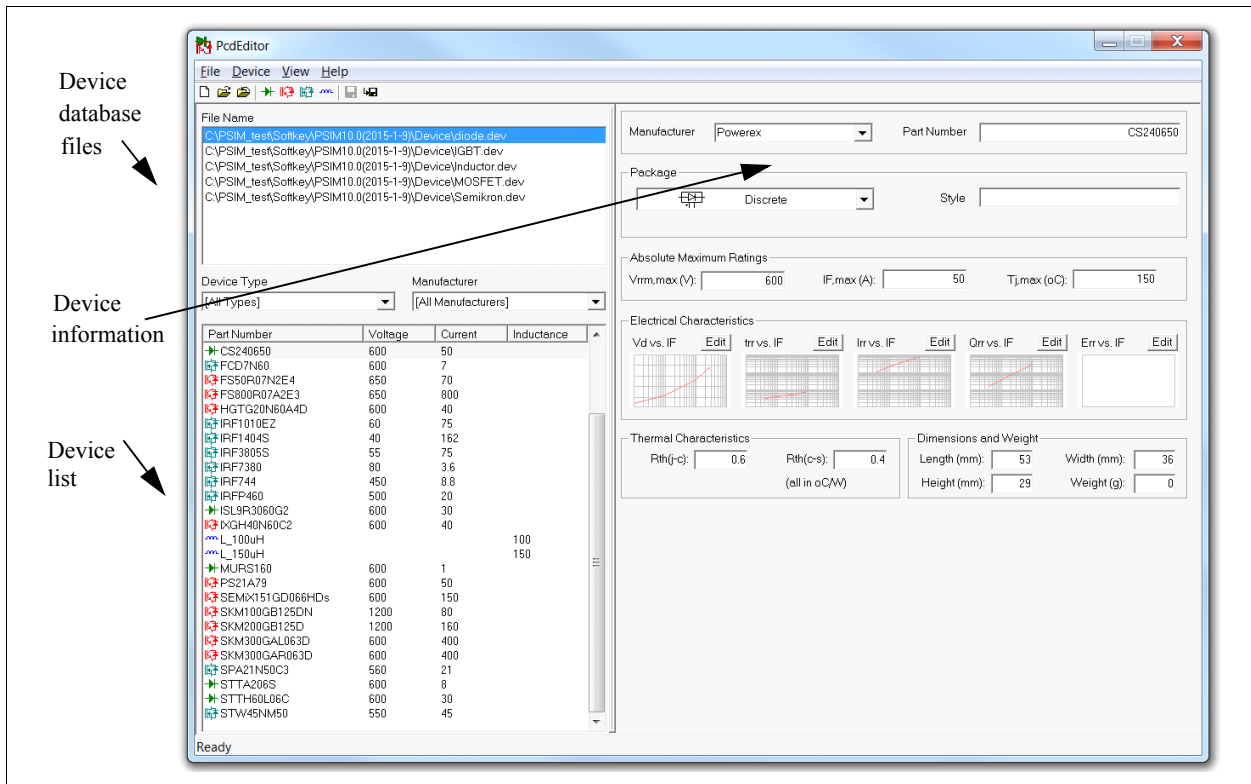 Device
database
files
Device
information
Device
list
PcdEditor
File Device View Help
File Name
C:\PSIM_test\Softkey\PSIM10.0(2015-1-9)\Device\diode.dev
C:\PSIM_test\Softkey\PSIM10.0(2015-1-9)\Device\IGBT.dev
C:\PSIM_test\Softkey\PSIM10.0(2015-1-9)\Device\Inductor.dev
C:\PSIM_test\Softkey\PSIM10.0(2015-1-9)\Device\MOSFET.dev
C:\PSIM_test\Softkey\PSIM10.0(2015-1-9)\Device\Semikron.dev
Device Type Manufacturer
[All Types] [All Manufacturers]
Part Number Voltage Current Inductance
CS240650 600 50
FCD7N60 600 7
FS50R07N2E4 650 70
FS800R07A2E3 650 800
HGTG20N60A4D 600 40
IRF1010EZ 60 75
IRF1404S 40 162
IRF3805S 55 75
IRF7380 80 3.6
IRF744 450 8.8
IRFP460 500 20
ISL9R3060G2 600 30
IXGH40N60C2 600 40
L_100uH 100
L_150uH 150
MURS160 600 1
PS21A79 600 50
SEMiX151GD066HDs 600 150
SKM100GB125DN 1200 80
SKM200GB125D 1200 160
SKM300GAL063D 600 400
SKM300GAR063D 600 400
SPA21N50C3 560 21
STTA206S 600 8
STTH60L06C 600 30
STW45NM50 550 45
Manufacturer Powerex Part Number CS240650
Package
Discrete Style
Absolute Maximum Ratings
Vrrm,max (V): 600 IF,max (A): 50 Tj,max (oC): 150
Electrical Characteristics
Vd vs. IF Edit trr vs. IF Edit Irr vs. IF Edit Qrr vs. IF Edit Err vs. IF Edit
Thermal Characteristics
Rth(j-c): 0.6 Rth(c-s): 0.4
(all in oC/W)
Dimensions and Weight
Length (mm): 53 Width (mm): 36
Height (mm): 29 Weight (g): 0
Ready